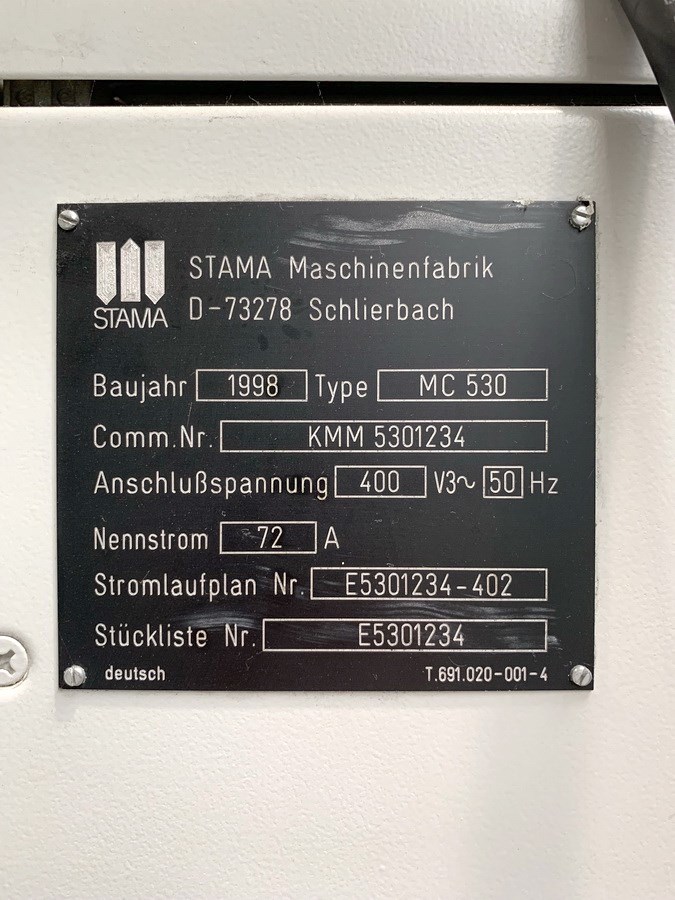 STAMA Maschinenfabrik
STAMA D-73278 Schlierbach
Baujahr 1998 Type MC 530
Comm.Nr. KMM 5301234
Anschlußspannung 400 V3~ 50 Hz
Nennstrom 72 A
Stromlaufplan Nr. E5301234-402
Stückliste Nr. E5301234
deutsch T.691.020-001-4